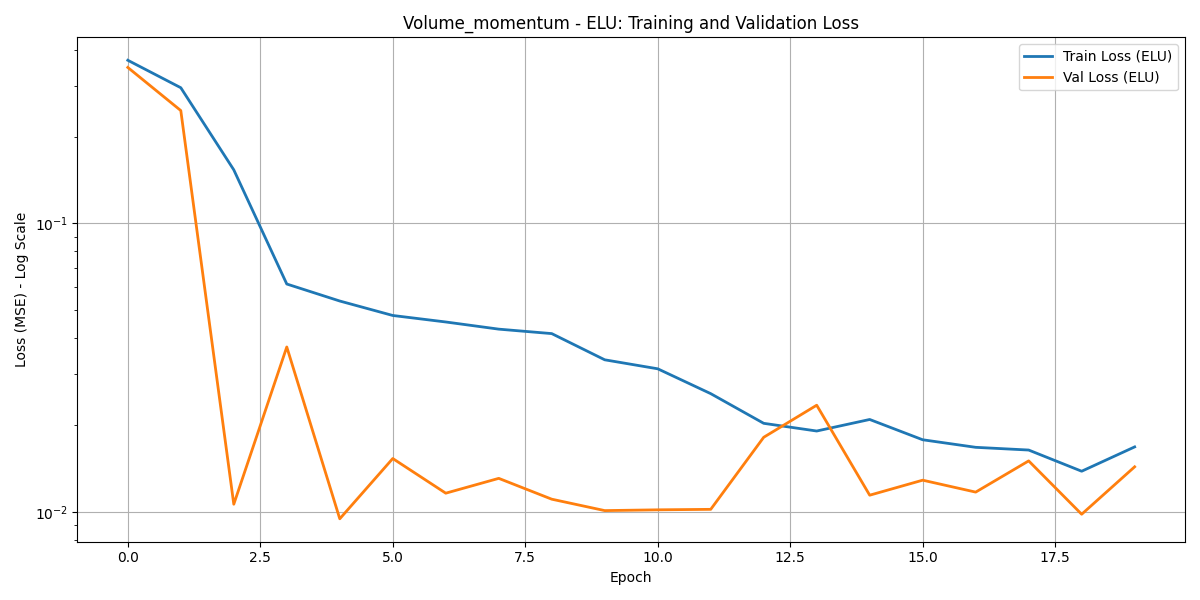 Volume_momentum - ELU: Training and Validation Loss
Train Loss (ELU)
Val Loss (ELU)
Loss (MSE) - Log Scale
10⁻¹
10⁻²
0.0 2.5 5.0 7.5 10.0 12.5 15.0 17.5
Epoch